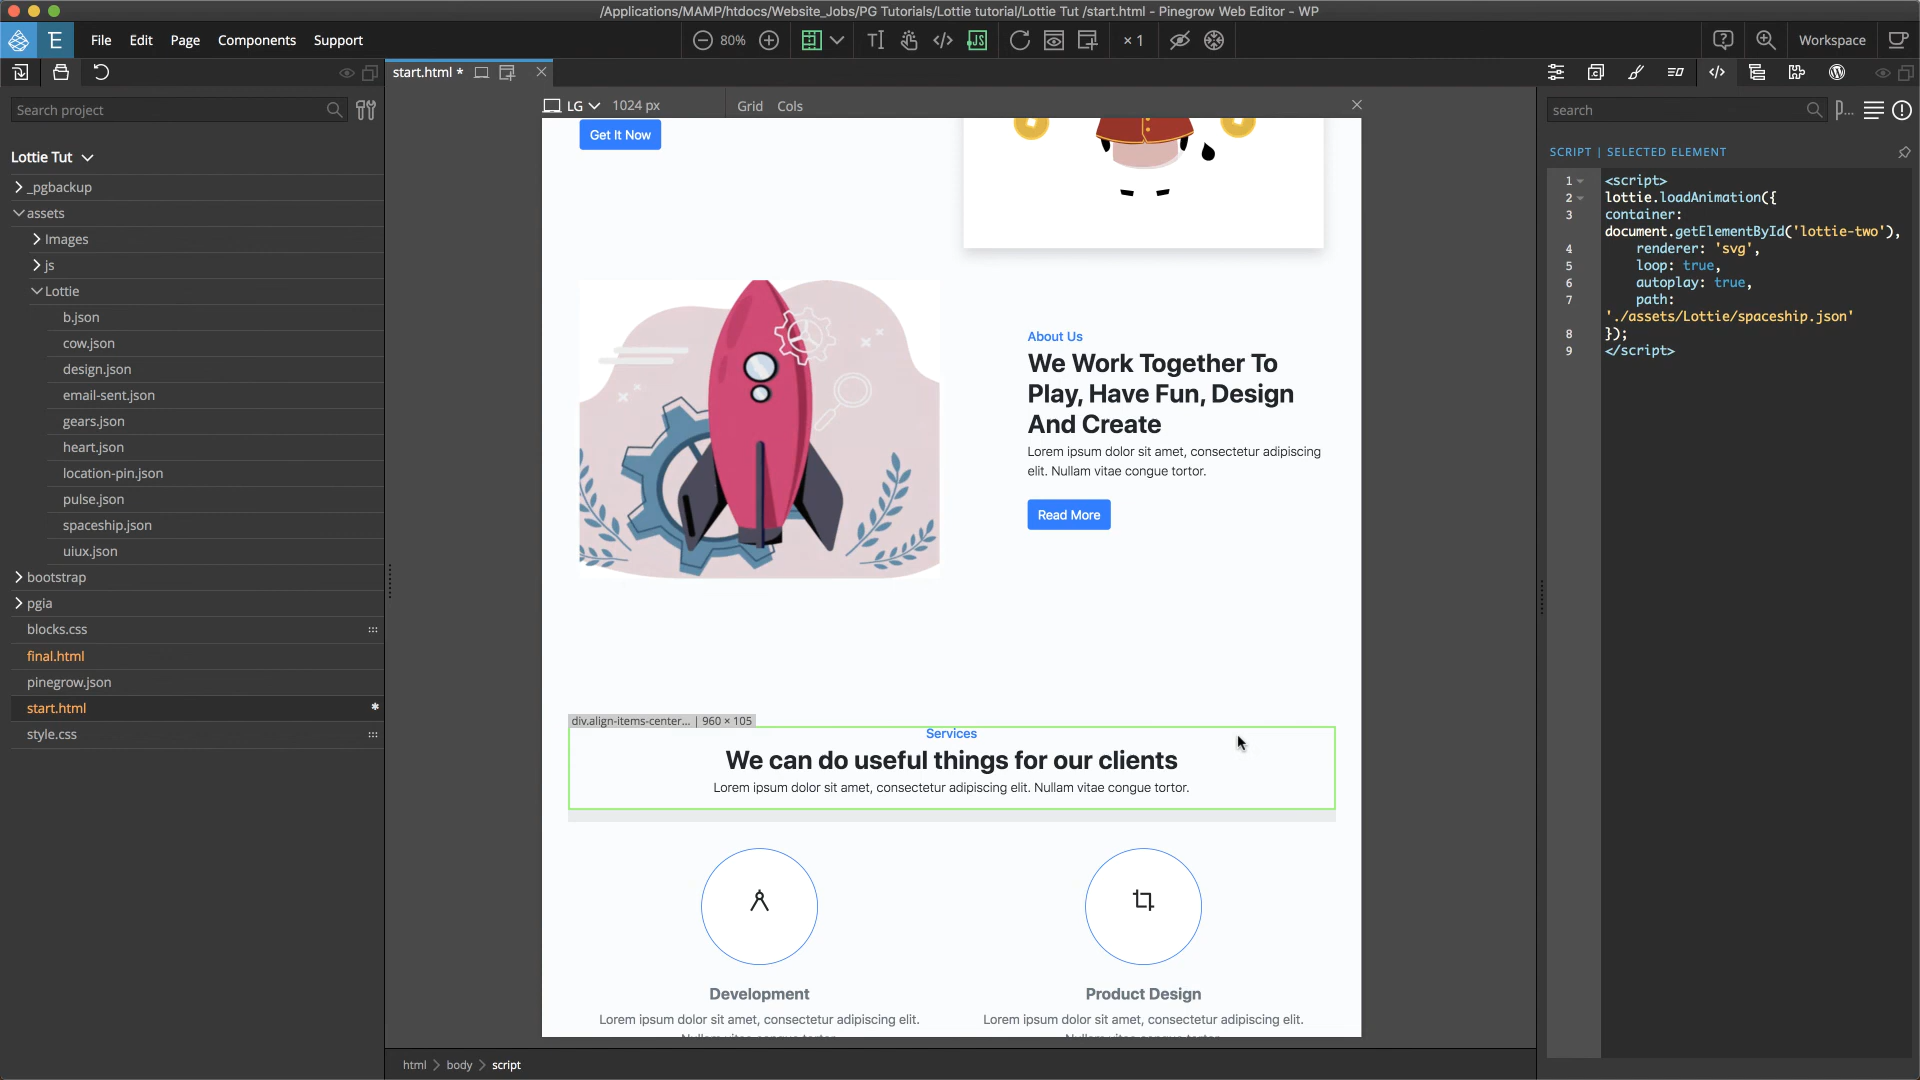 /Applications/MAMP/htdocs/Website_Jobs/PG Tutorials/Lottie tutorial/Lottie Tut /start.html - Pinegrow Web Editor - WP
File Edit Page Components Support
80%
× 1
Workspace
start.html *
Search project
LG 1024 px Grid Cols
search
p...
Lottie Tut
_pgbackup
assets
Images
js
Lottie
b.json
cow.json
design.json
email-sent.json
gears.json
heart.json
location-pin.json
pulse.json
spaceship.json
uiux.json
bootstrap
pgia
blocks.css
final.html
pinegrow.json
start.html *
style.css
Get It Now
About Us
We Work Together To
Play, Have Fun, Design
And Create
Lorem ipsum dolor sit amet, consectetur adipiscing
elit. Nullam vitae congue tortor.
Read More
div.align-items-center... | 960 × 105
Services
We can do useful things for our clients
Lorem ipsum dolor sit amet, consectetur adipiscing elit. Nullam vitae congue tortor.
Development
Lorem ipsum dolor sit amet, consectetur adipiscing elit.
Product Design
Lorem ipsum dolor sit amet, consectetur adipiscing elit.
SCRIPT | SELECTED ELEMENT
1 <script>
2 lottie.loadAnimation({
3 container:
document.getElementById('lottie-two'),
4 renderer: 'svg',
5 loop: true,
6 autoplay: true,
7 path:
'./assets/Lottie/spaceship.json'
8 });
9 </script>
html > body > script